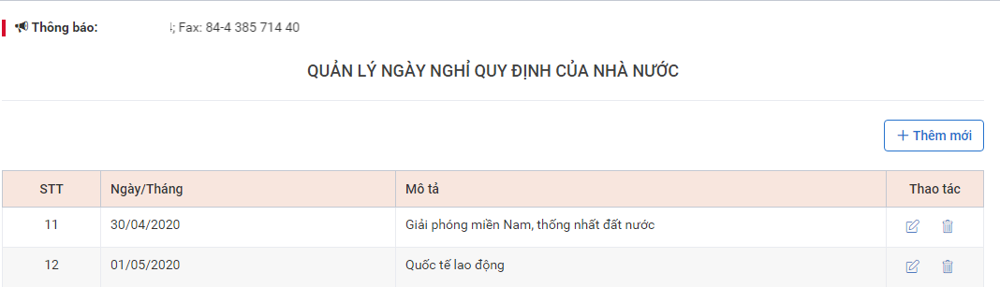 Thông báo: ; Fax: 84-4 385 714 40
QUẢN LÝ NGÀY NGHỈ QUY ĐỊNH CỦA NHÀ NƯỚC
+ Thêm mới
STT Ngày/Tháng Mô tả Thao tác
11 30/04/2020 Giải phóng miền Nam, thống nhất đất nước
12 01/05/2020 Quốc tế lao động